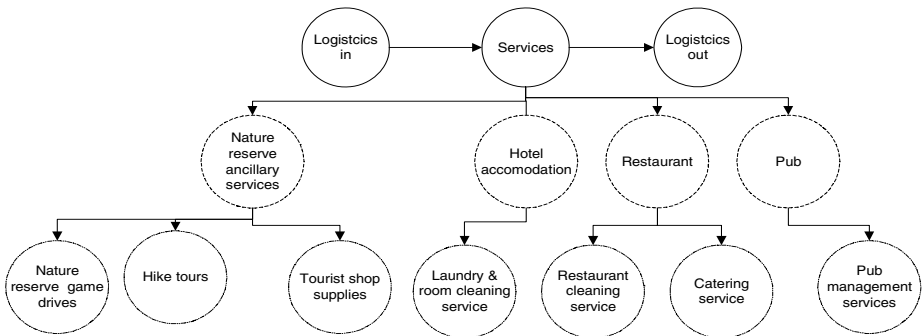 Logistcics
in
Services
Logistcics
out
Nature
reserve
ancillary
services
Hotel
accomodation
Restaurant
Pub
Nature
reserve game
drives
Hike tours
Tourist shop
supplies
Laundry &
room cleaning
service
Restaurant
cleaning
service
Catering
service
Pub
management
services